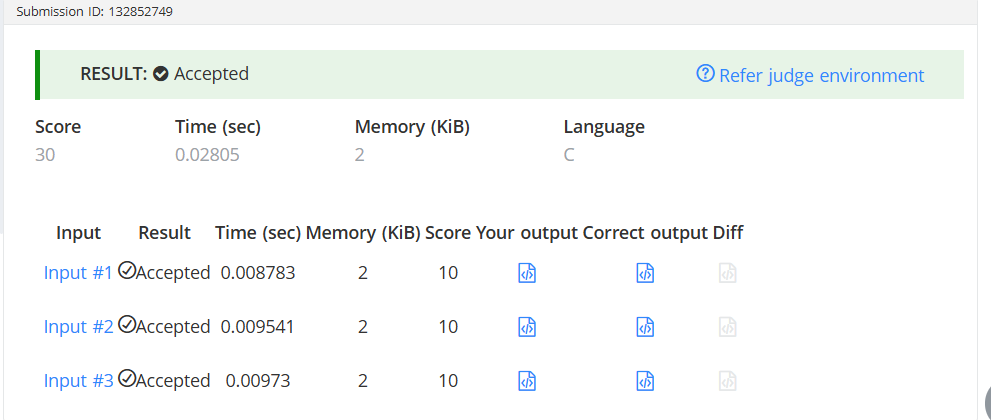 Submission ID: 132852749
RESULT: Accepted
Refer judge environment
Score Time (sec) Memory (KiB) Language
30 0.02805 2 C
Input Result Time (sec) Memory (KiB) Score Your output Correct output Diff
Input #1 Accepted 0.008783 2 10
Input #2 Accepted 0.009541 2 10
Input #3 Accepted 0.00973 2 10